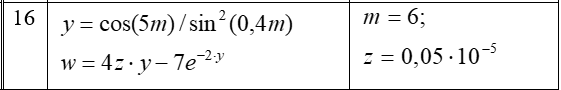 16
y = cos(5m) / sin²(0,4m)
w = 4z · y − 7e^{−2·y}
m = 6;
z = 0,05 · 10^{−5}